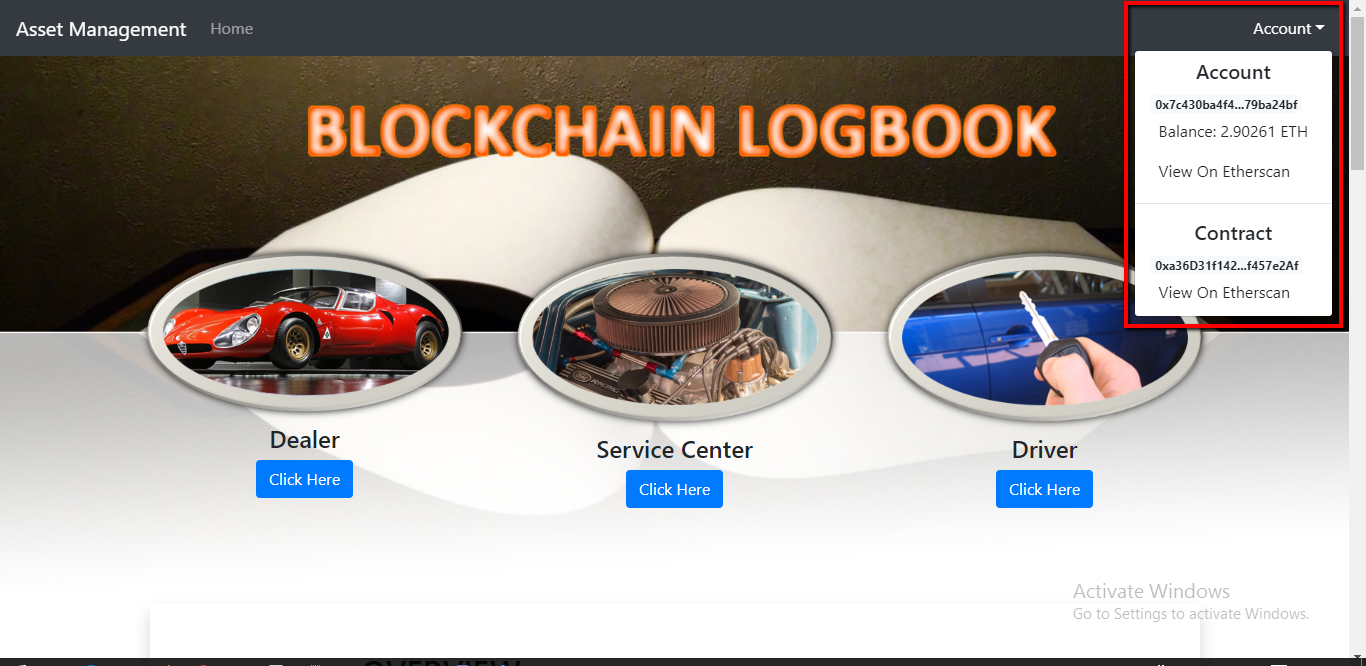 Asset Management Home Account
Account
0x7c430ba4f4...79ba24bf
Balance: 2.90261 ETH
View On Etherscan
Contract
0xa36D31f142...f457e2Af
View On Etherscan
BLOCKCHAIN LOGBOOK
Dealer
Click Here
Service Center
Click Here
Driver
Click Here
Activate Windows
Go to Settings to activate Windows.
OVERVIEW